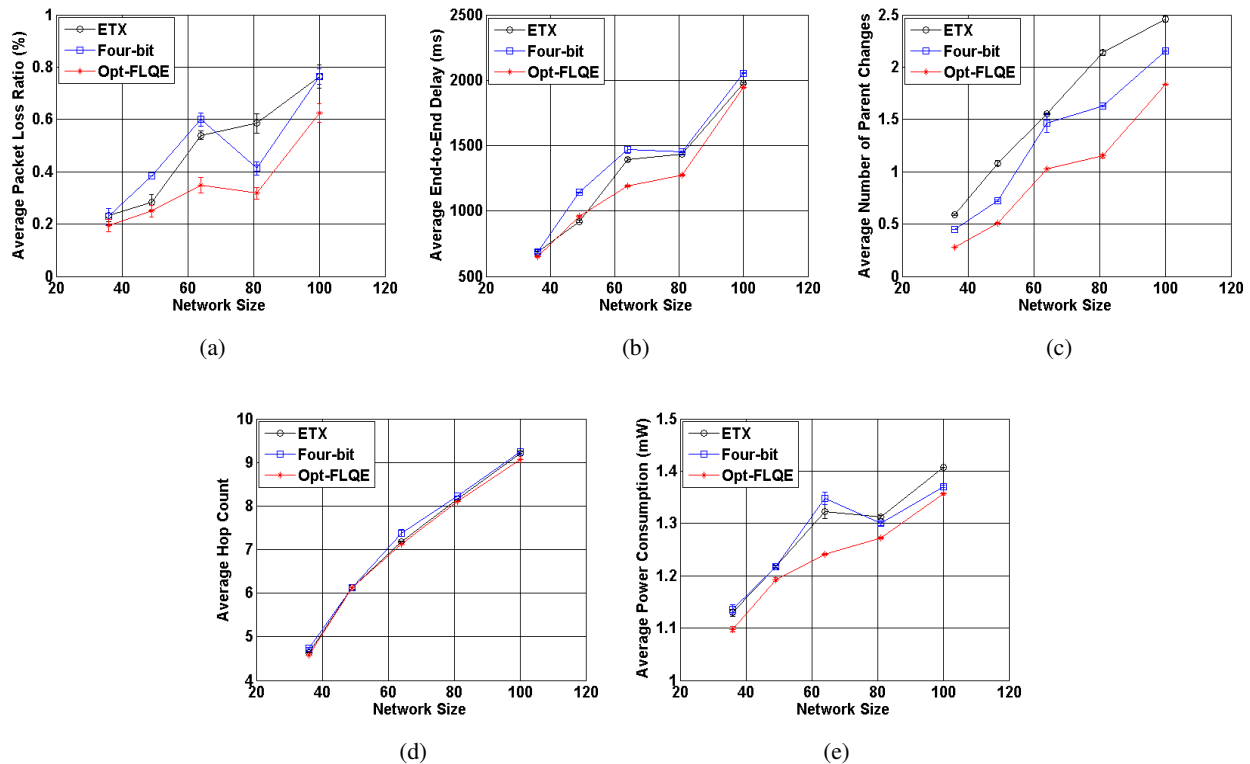 Average Packet Loss Ratio (%)
1
0.8
0.6
0.4
0.2
0
20 40 60 80 100 120
Network Size
ETX
Four-bit
Opt-FLQE
(a)
Average End-to-End Delay (ms)
2500
2000
1500
1000
500
20 40 60 80 100 120
Network Size
ETX
Four-bit
Opt-FLQE
(b)
Average Number of Parent Changes
2.5
2
1.5
1
0.5
0
20 40 60 80 100 120
Network Size
ETX
Four-bit
Opt-FLQE
(c)
Average Hop Count
10
9
8
7
6
5
4
20 40 60 80 100 120
Network Size
ETX
Four-bit
Opt-FLQE
(d)
Average Power Consumption (mW)
1.5
1.4
1.3
1.2
1.1
1
20 40 60 80 100 120
Network Size
ETX
Four-bit
Opt-FLQE
(e)